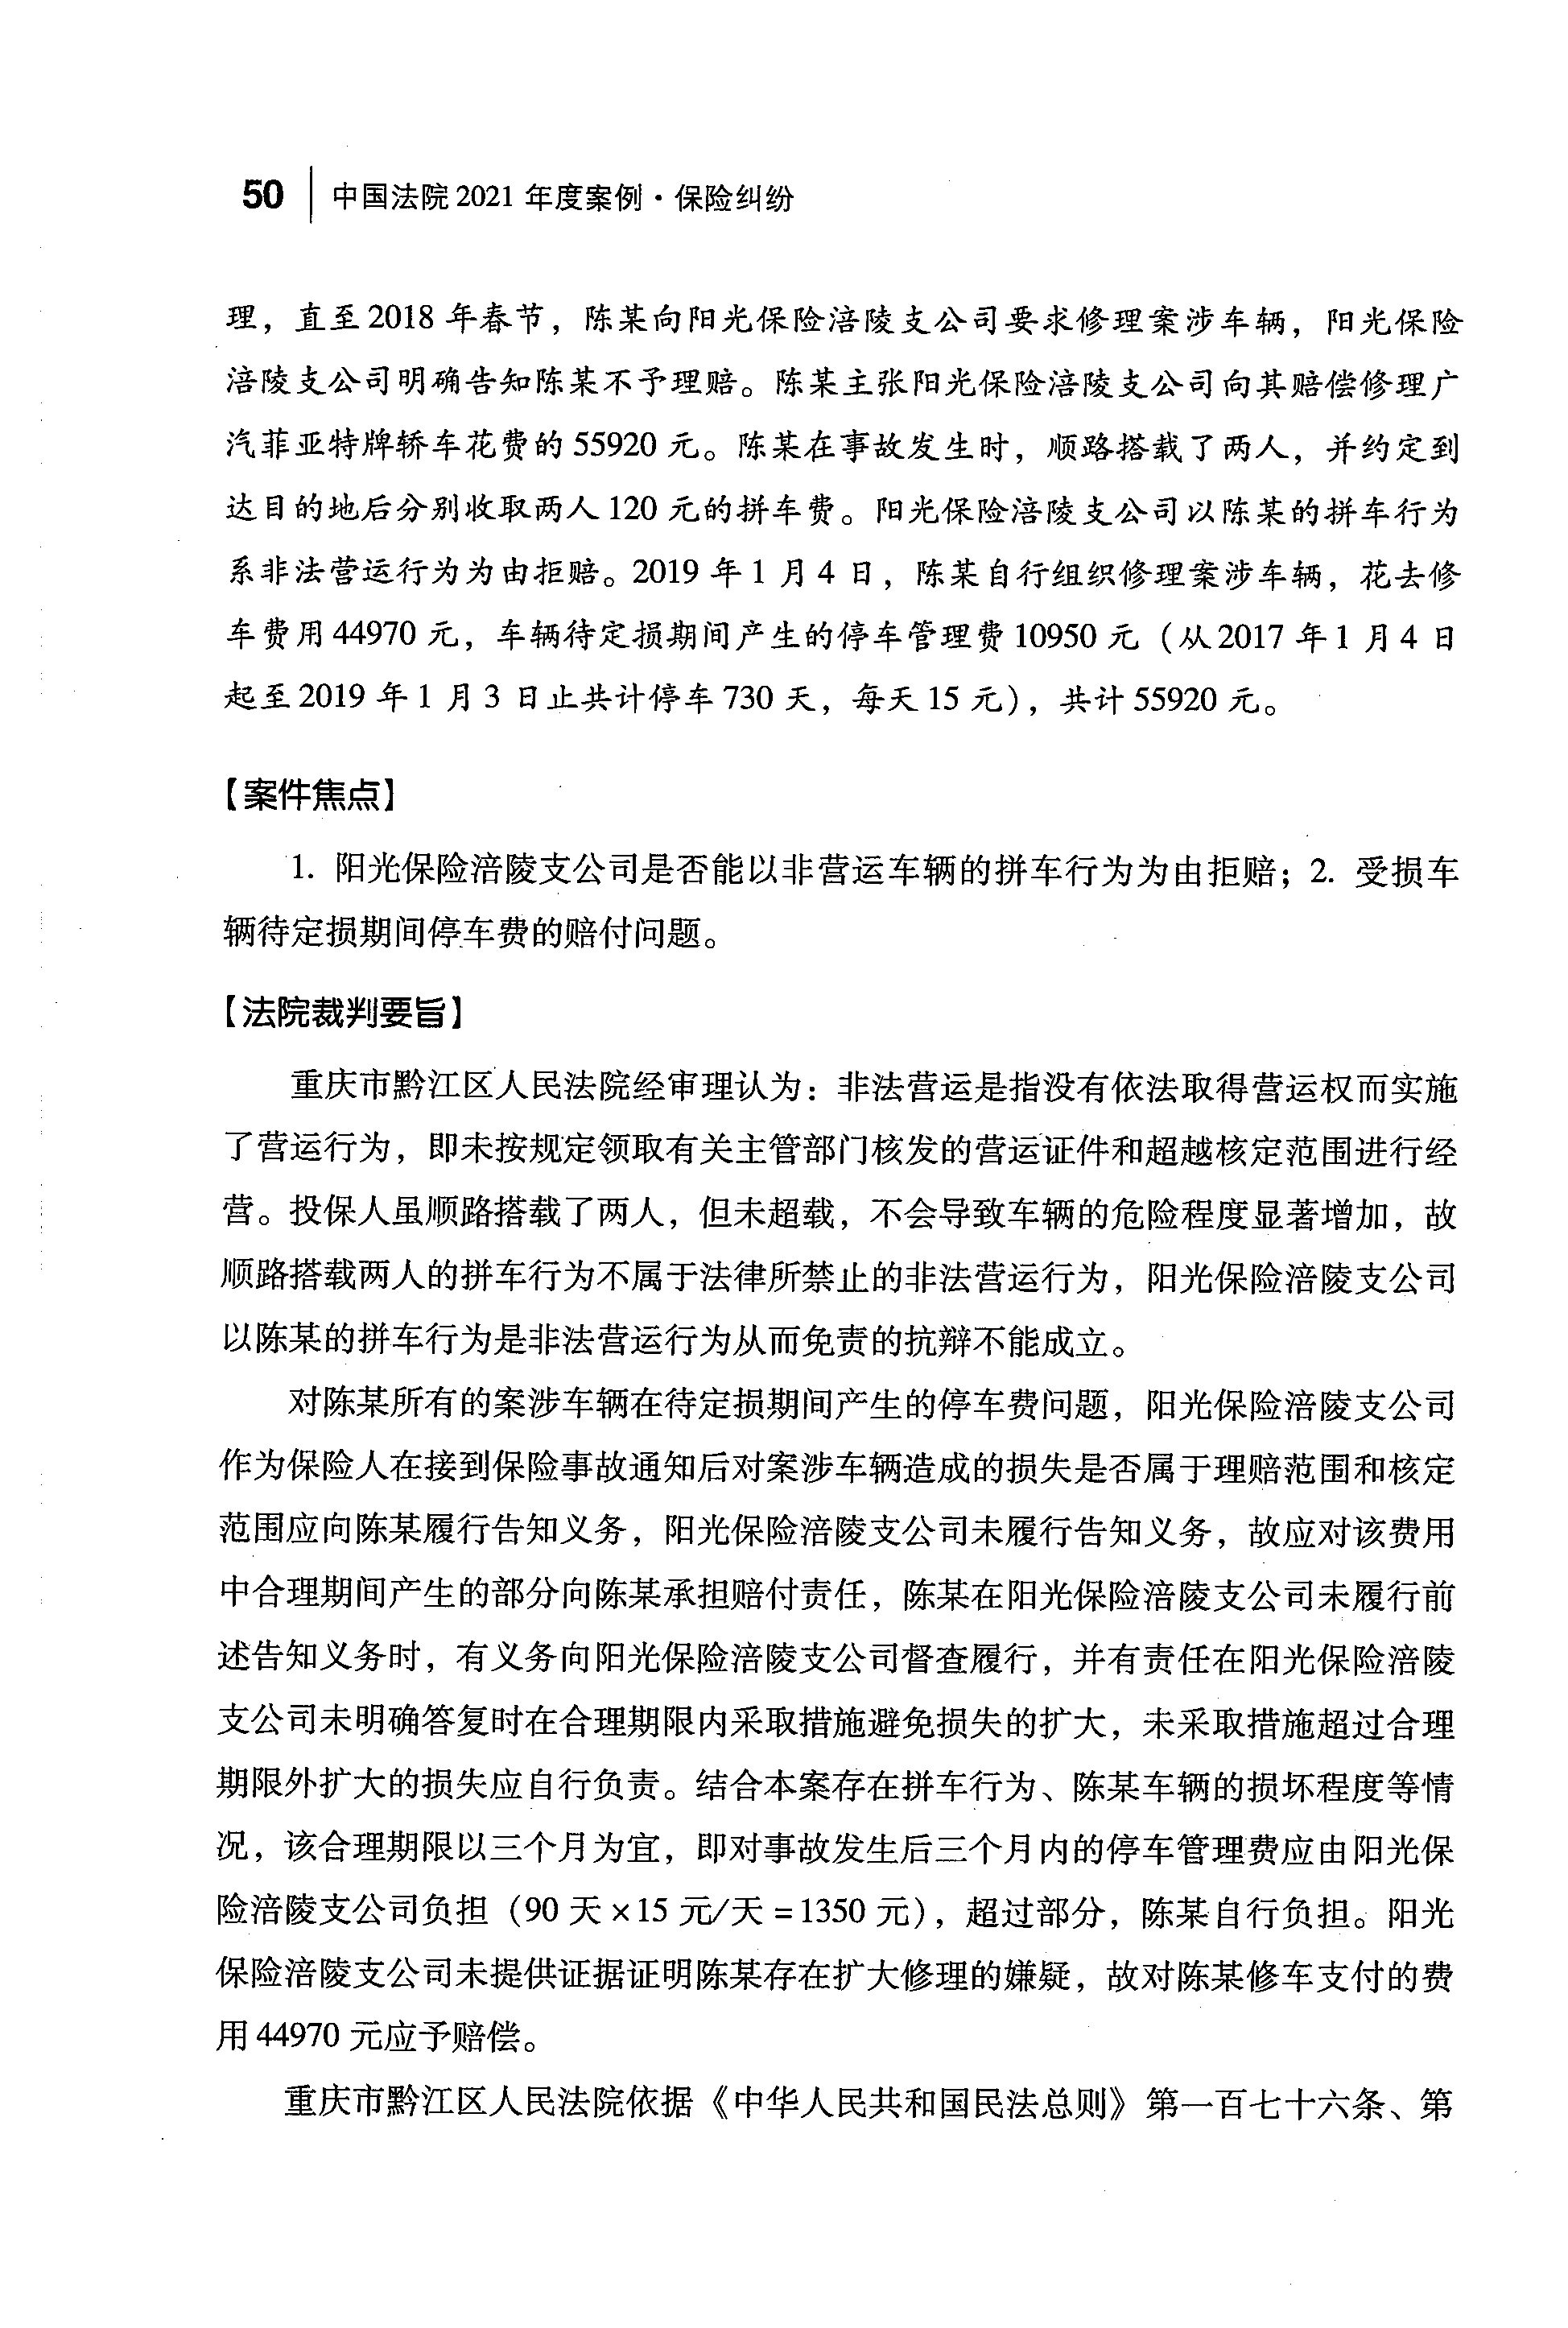 50 中国法院2021年度案例·保险纠纷
理，直至2018年春节，陈某向阳光保险涪陵支公司要求修理案涉车辆，阳光保险
涪陵支公司明确告知陈某不予理赔。陈某主张阳光保险涪陵支公司向其赔偿修理广
汽菲亚特牌轿车花费的55920元。陈某在事故发生时，顺路搭载了两人，并约定到
达目的地后分别收取两人120元的拼车费。阳光保险涪陵支公司以陈某的拼车行为
系非法营运行为为由拒赔。2019年1月4日，陈某自行组织修理案涉车辆，花去修
车费用44970元，车辆待定损期间产生的停车管理费10950元（从2017年1月4日
起至2019年1月3日止共计停车730天，每天15元），共计55920元。
【案件焦点】
1. 阳光保险涪陵支公司是否能以非营运车辆的拼车行为为由拒赔；2. 受损车
辆待定损期间停车费的赔付问题。
【法院裁判要旨】
重庆市黔江区人民法院经审理认为：非法营运是指没有依法取得营运权而实施
了营运行为，即未按规定领取有关主管部门核发的营运证件和超越核定范围进行经
营。投保人虽顺路搭载了两人，但未超载，不会导致车辆的危险程度显著增加，故
顺路搭载两人的拼车行为不属于法律所禁止的非法营运行为，阳光保险涪陵支公司
以陈某的拼车行为是非法营运行为从而免责的抗辩不能成立。
对陈某所有的案涉车辆在待定损期间产生的停车费问题，阳光保险涪陵支公司
作为保险人在接到保险事故通知后对案涉车辆造成的损失是否属于理赔范围和核定
范围应向陈某履行告知义务，阳光保险涪陵支公司未履行告知义务，故应对该费用
中合理期间产生的部分向陈某承担赔付责任，陈某在阳光保险涪陵支公司未履行前
述告知义务时，有义务向阳光保险涪陵支公司督查履行，并有责任在阳光保险涪陵
支公司未明确答复时在合理期限内采取措施避免损失的扩大，未采取措施超过合理
期限外扩大的损失应自行负责。结合本案存在拼车行为、陈某车辆的损坏程度等情
况，该合理期限以三个月为宜，即对事故发生后三个月内的停车管理费应由阳光保
险涪陵支公司负担（90天×15元/天=1350元），超过部分，陈某自行负担。阳光
保险涪陵支公司未提供证据证明陈某存在扩大修理的嫌疑，故对陈某修车支付的费
用44970元应予赔偿。
重庆市黔江区人民法院依据《中华人民共和国民法总则》第一百七十六条、第